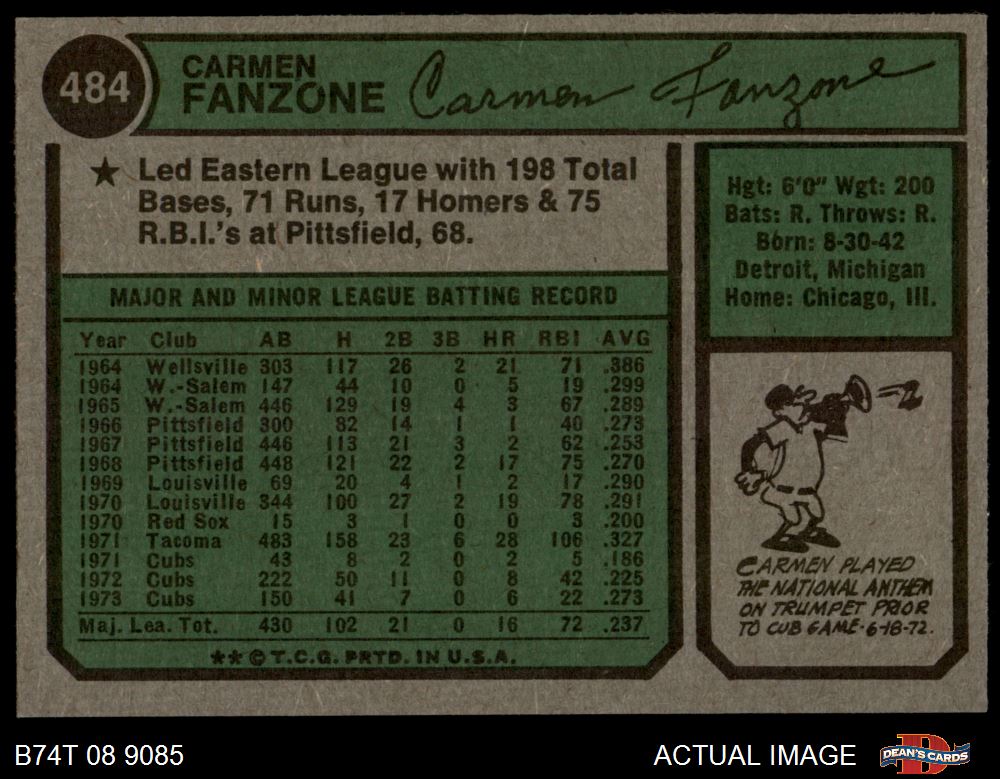 484
CARMEN
FANZONE
Carmen Fanzone
★ Led Eastern League with 198 Total
Bases, 71 Runs, 17 Homers & 75
R.B.I.'s at Pittsfield, 68.
Hgt: 6'0" Wgt: 200
Bats: R. Throws: R.
Born: 8-30-42
Detroit, Michigan
Home: Chicago, Ill.
MAJOR AND MINOR LEAGUE BATTING RECORD
Year Club AB H 2B 3B HR RBI AVG
1964 Wellsville 303 117 26 2 21 71 .386
1964 W.-Salem 147 44 10 0 5 19 .299
1965 W.-Salem 446 129 19 4 3 67 .289
1966 Pittsfield 300 82 14 1 1 40 .273
1967 Pittsfield 446 113 21 3 2 62 .253
1968 Pittsfield 448 121 22 2 17 75 .270
1969 Louisville 69 20 4 1 2 17 .290
1970 Louisville 344 100 27 2 19 78 .291
1970 Red Sox 15 3 1 0 0 3 .200
1971 Tacoma 483 158 23 6 28 106 .327
1971 Cubs 43 8 2 0 2 5 .186
1972 Cubs 222 50 11 0 8 42 .225
1973 Cubs 150 41 7 0 6 22 .273
Maj. Lea. Tot. 430 102 21 0 16 72 .237
** © T.C.G. PRTD. IN U.S.A.
CARMEN PLAYED
THE NATIONAL ANTHEM
ON TRUMPET PRIOR
TO CUB GAME-6-18-72.
B74T 08 9085
ACTUAL IMAGE
DEAN'S CARDS